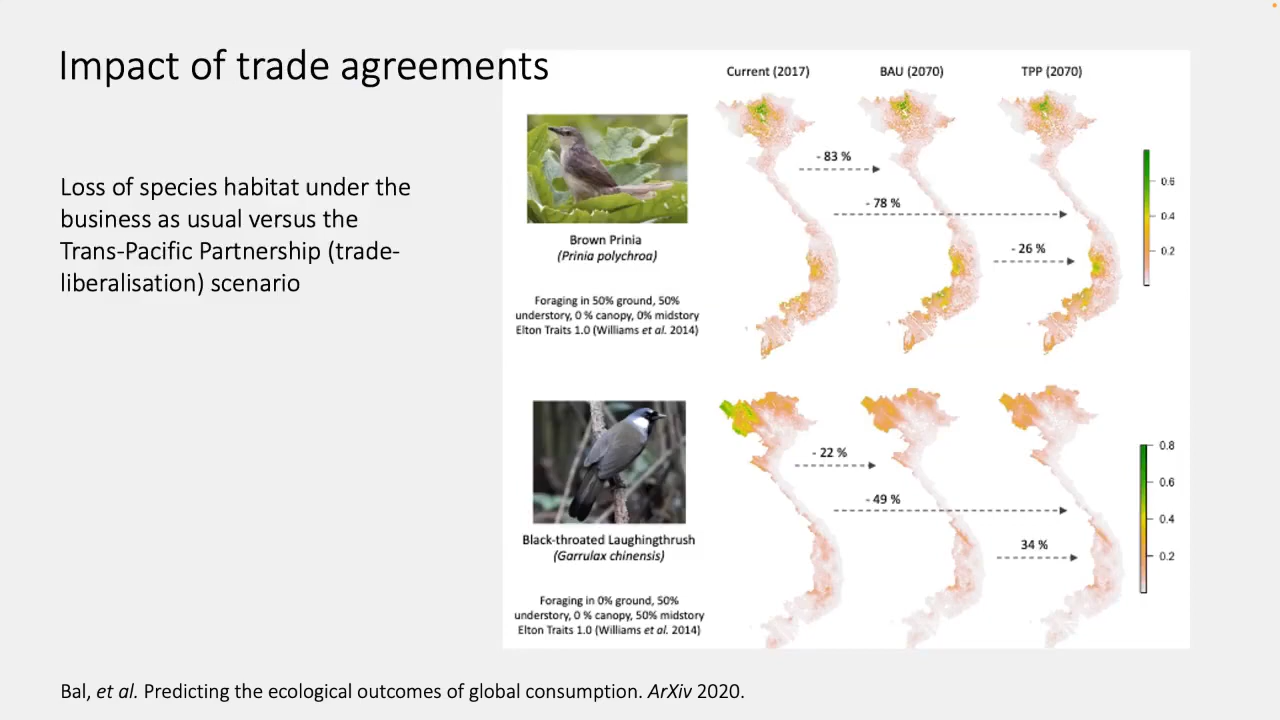 Impact of trade agreements
Loss of species habitat under the
business as usual versus the
Trans-Pacific Partnership (trade-
liberalisation) scenario
Current (2017)
BAU (2070)
TPP (2070)
- 83 %
- 78 %
- 26 %
0.6
0.4
0.2
Brown Prinia
(Prinia polychroa)
Foraging in 50% ground, 50%
understory, 0 % canopy, 0% midstory
Elton Traits 1.0 (Williams et al. 2014)
- 22 %
- 49 %
34 %
0.8
0.6
0.4
0.2
Black-throated Laughingthrush
(Garrulax chinensis)
Foraging in 0% ground, 50%
understory, 0 % canopy, 50% midstory
Elton Traits 1.0 (Williams et al. 2014)
Bal, et al. Predicting the ecological outcomes of global consumption. ArXiv 2020.